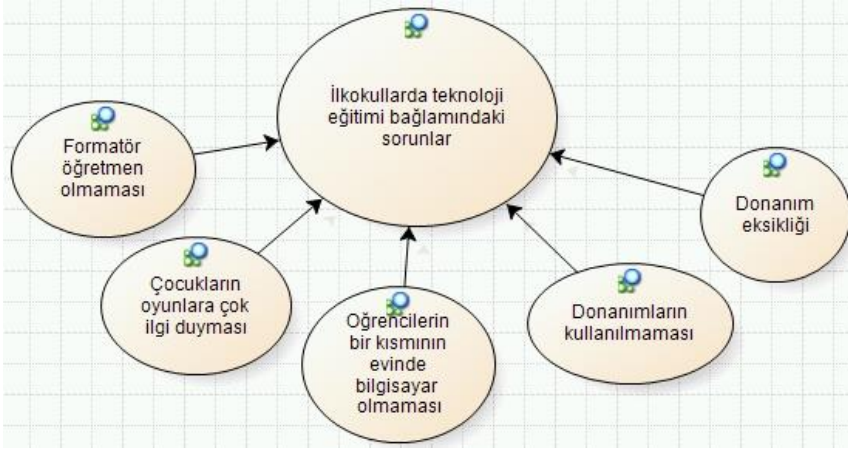 İlkokullarda teknoloji
eğitimi bağlamındaki
sorunlar
Formatör
öğretmen
olmaması
Çocukların
oyunlara çok
ilgi duyması
Öğrencilerin
bir kısmının
evinde
bilgisayar
olmaması
Donanımların
kullanılmaması
Donanım
eksikliği